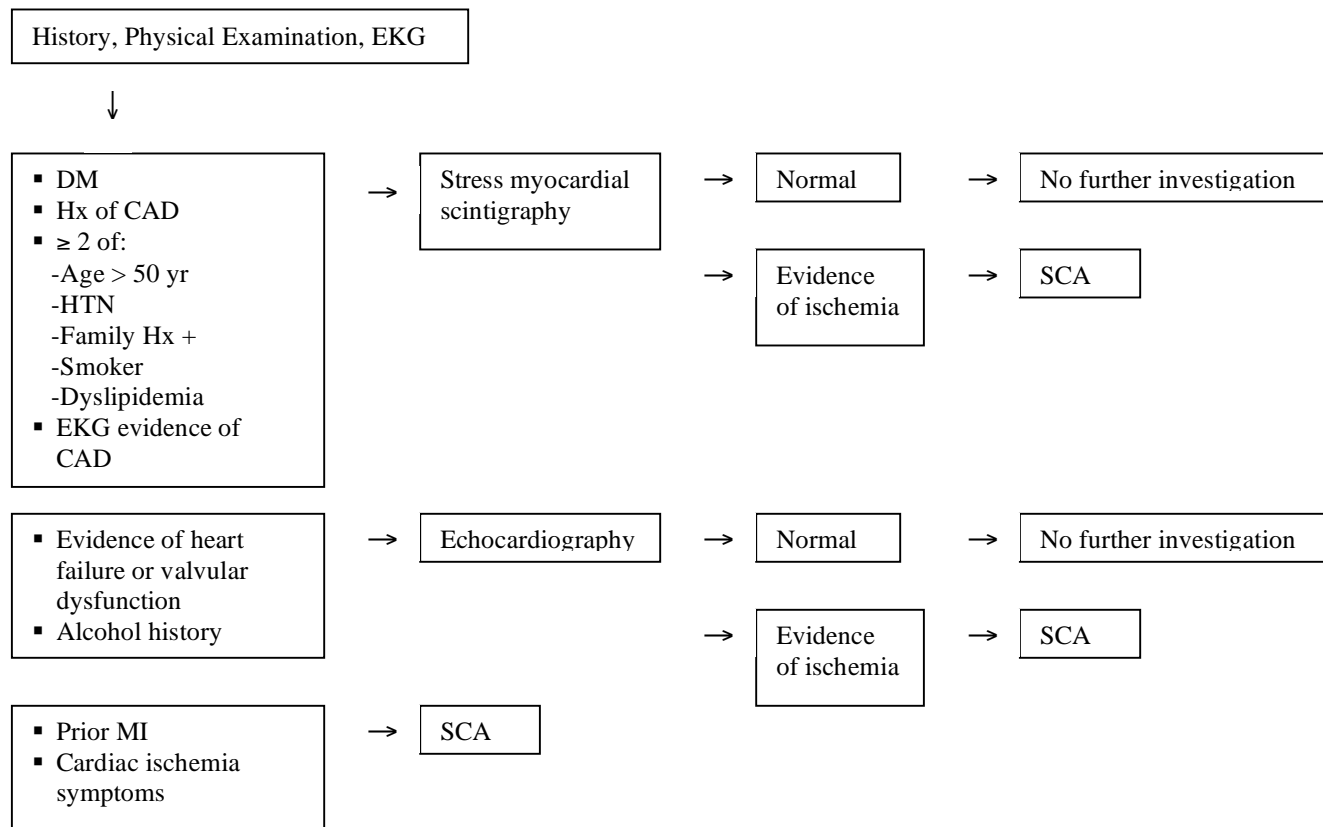 History, Physical Examination, EKG
↓
▪ DM
▪ Hx of CAD
▪ ≥ 2 of:
-Age > 50 yr
-HTN
-Family Hx +
-Smoker
-Dyslipidemia
▪ EKG evidence of
CAD
→
Stress myocardial
scintigraphy
→
Normal
→
No further investigation
→
Evidence
of ischemia
→
SCA
▪ Evidence of heart
failure or valvular
dysfunction
▪ Alcohol history
→
Echocardiography
→
Normal
→
No further investigation
→
Evidence
of ischemia
→
SCA
▪ Prior MI
▪ Cardiac ischemia
symptoms
→
SCA